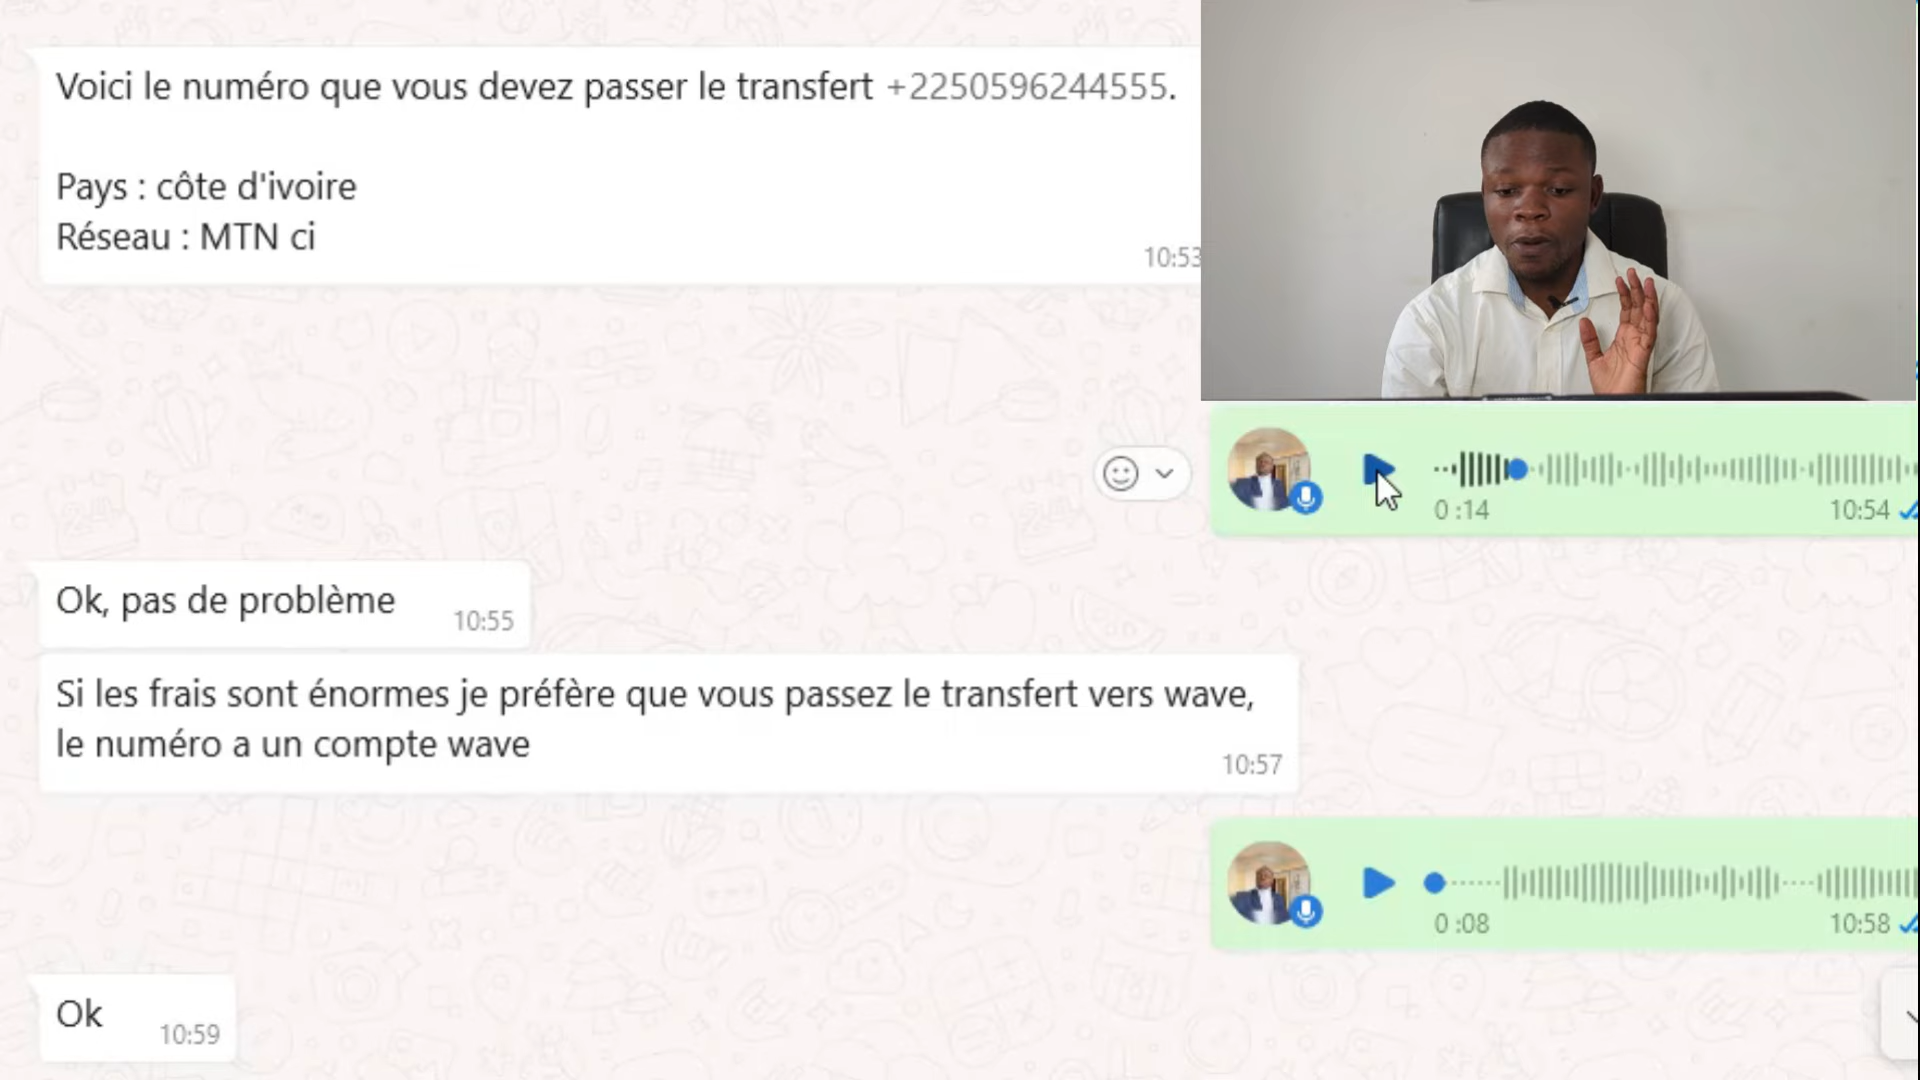 Voici le numéro que vous devez passer le transfert +2250596244555.
Pays : côte d'ivoire
Réseau : MTN ci
10:53
0 :14
10:54
Ok, pas de problème
10:55
Si les frais sont énormes je préfère que vous passez le transfert vers wave,
le numéro a un compte wave
10:57
0 :08
10:58
Ok
10:59